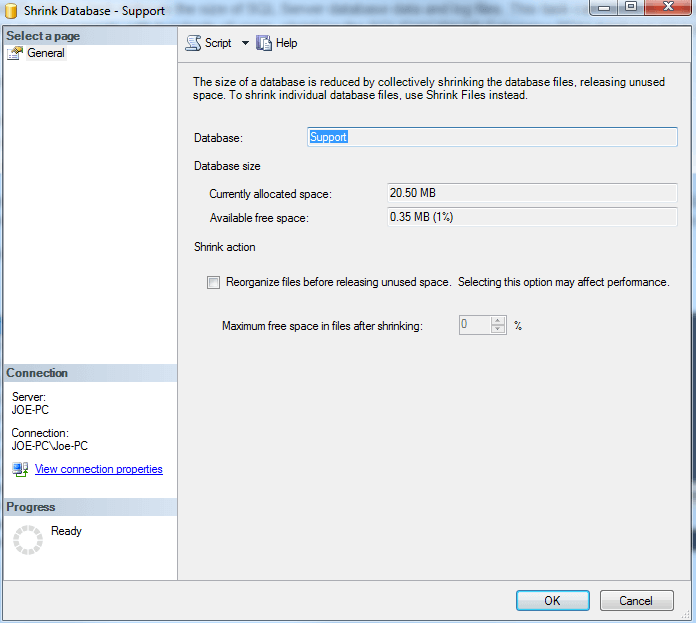 Shrink Database - Support
Select a page
General
Script
Help
The size of a database is reduced by collectively shrinking the database files, releasing unused
space. To shrink individual database files, use Shrink Files instead.
Database:
Support
Database size
Currently allocated space:
20.50 MB
Available free space:
0.35 MB (1%)
Shrink action
Reorganize files before releasing unused space. Selecting this option may affect performance.
Maximum free space in files after shrinking:
0
%
Connection
Server:
JOE-PC
Connection:
JOE-PC\Joe-PC
View connection properties
Progress
Ready
OK
Cancel